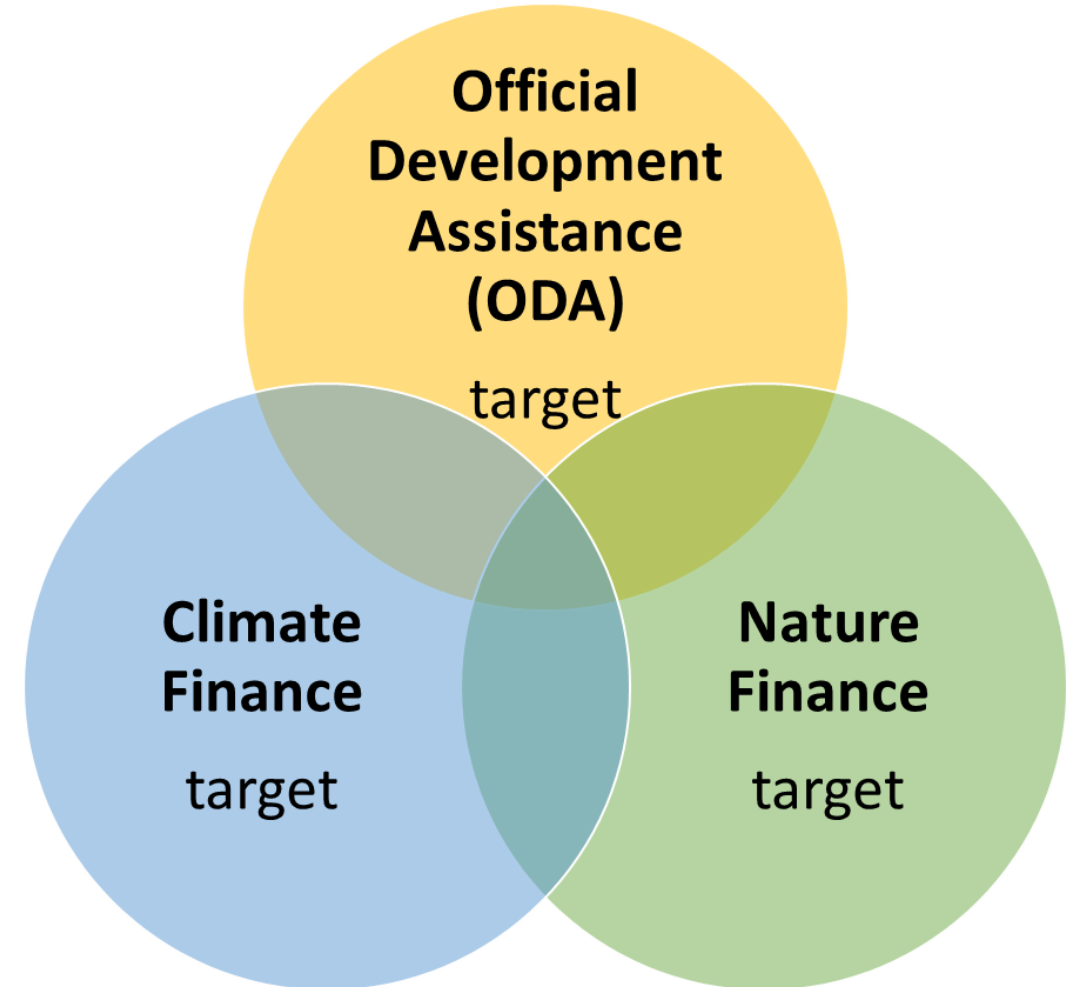 Official
Development
Assistance
(ODA)
target
Climate
Finance
target
Nature
Finance
target